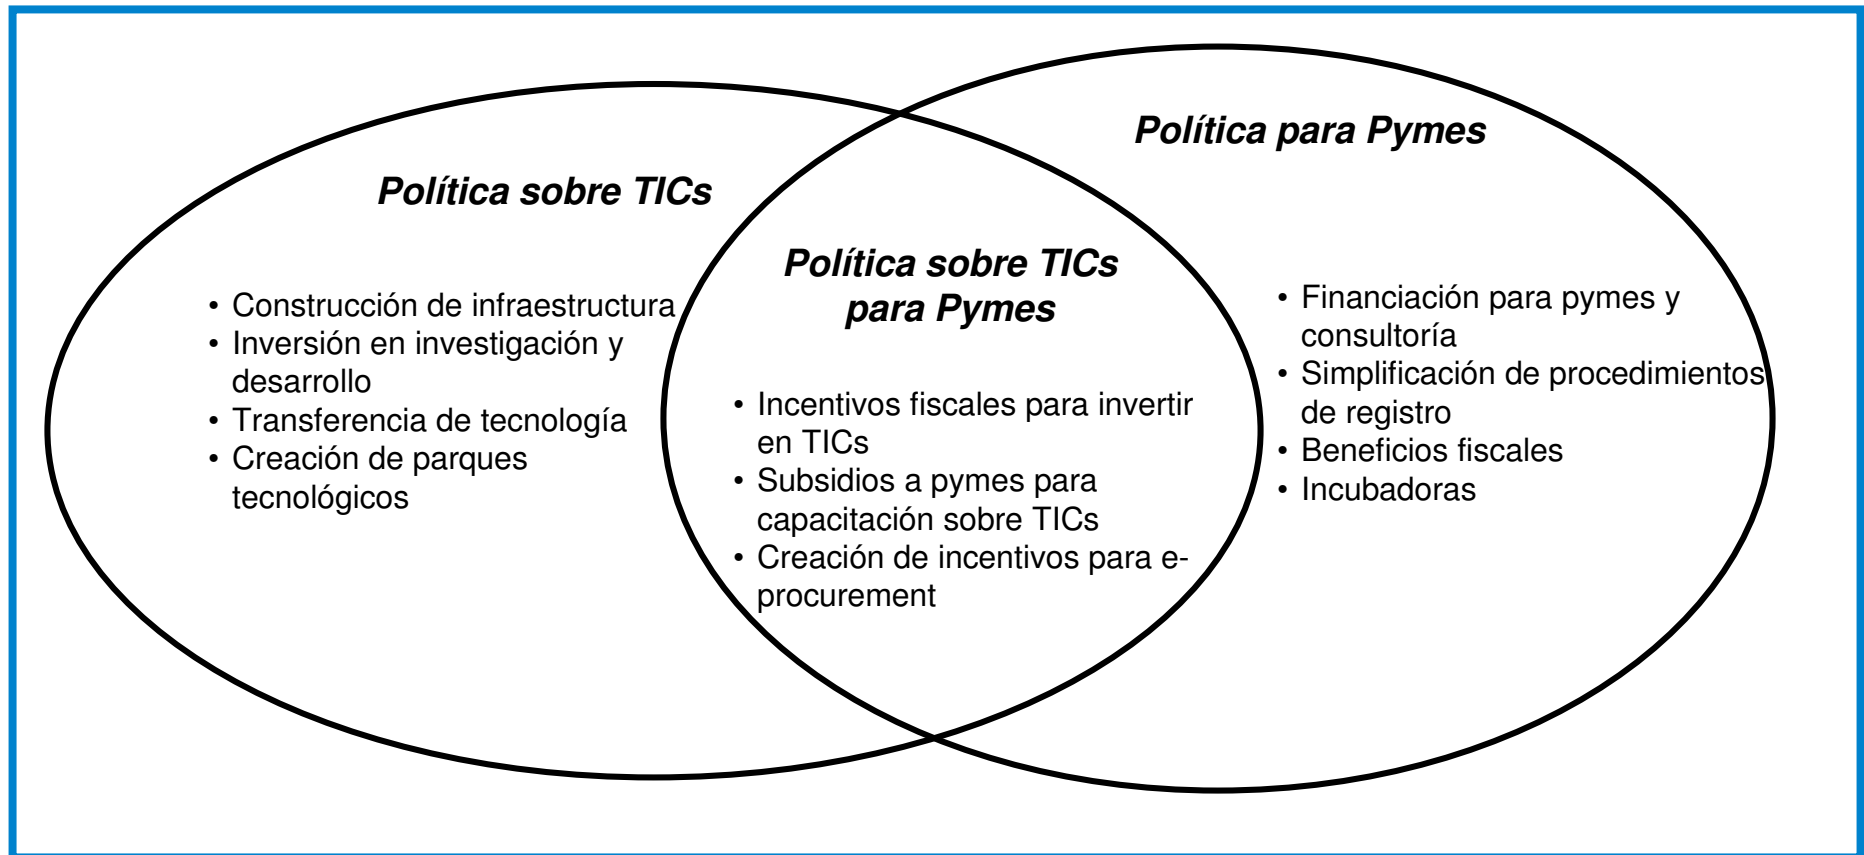 Política sobre TICs
• Construcción de infraestructura
• Inversión en investigación y
desarrollo
• Transferencia de tecnología
• Creación de parques
tecnológicos
Política sobre TICs
para Pymes
• Incentivos fiscales para invertir
en TICs
• Subsidios a pymes para
capacitación sobre TICs
• Creación de incentivos para e-
procurement
Política para Pymes
• Financiación para pymes y
consultoría
• Simplificación de procedimientos
de registro
• Beneficios fiscales
• Incubadoras